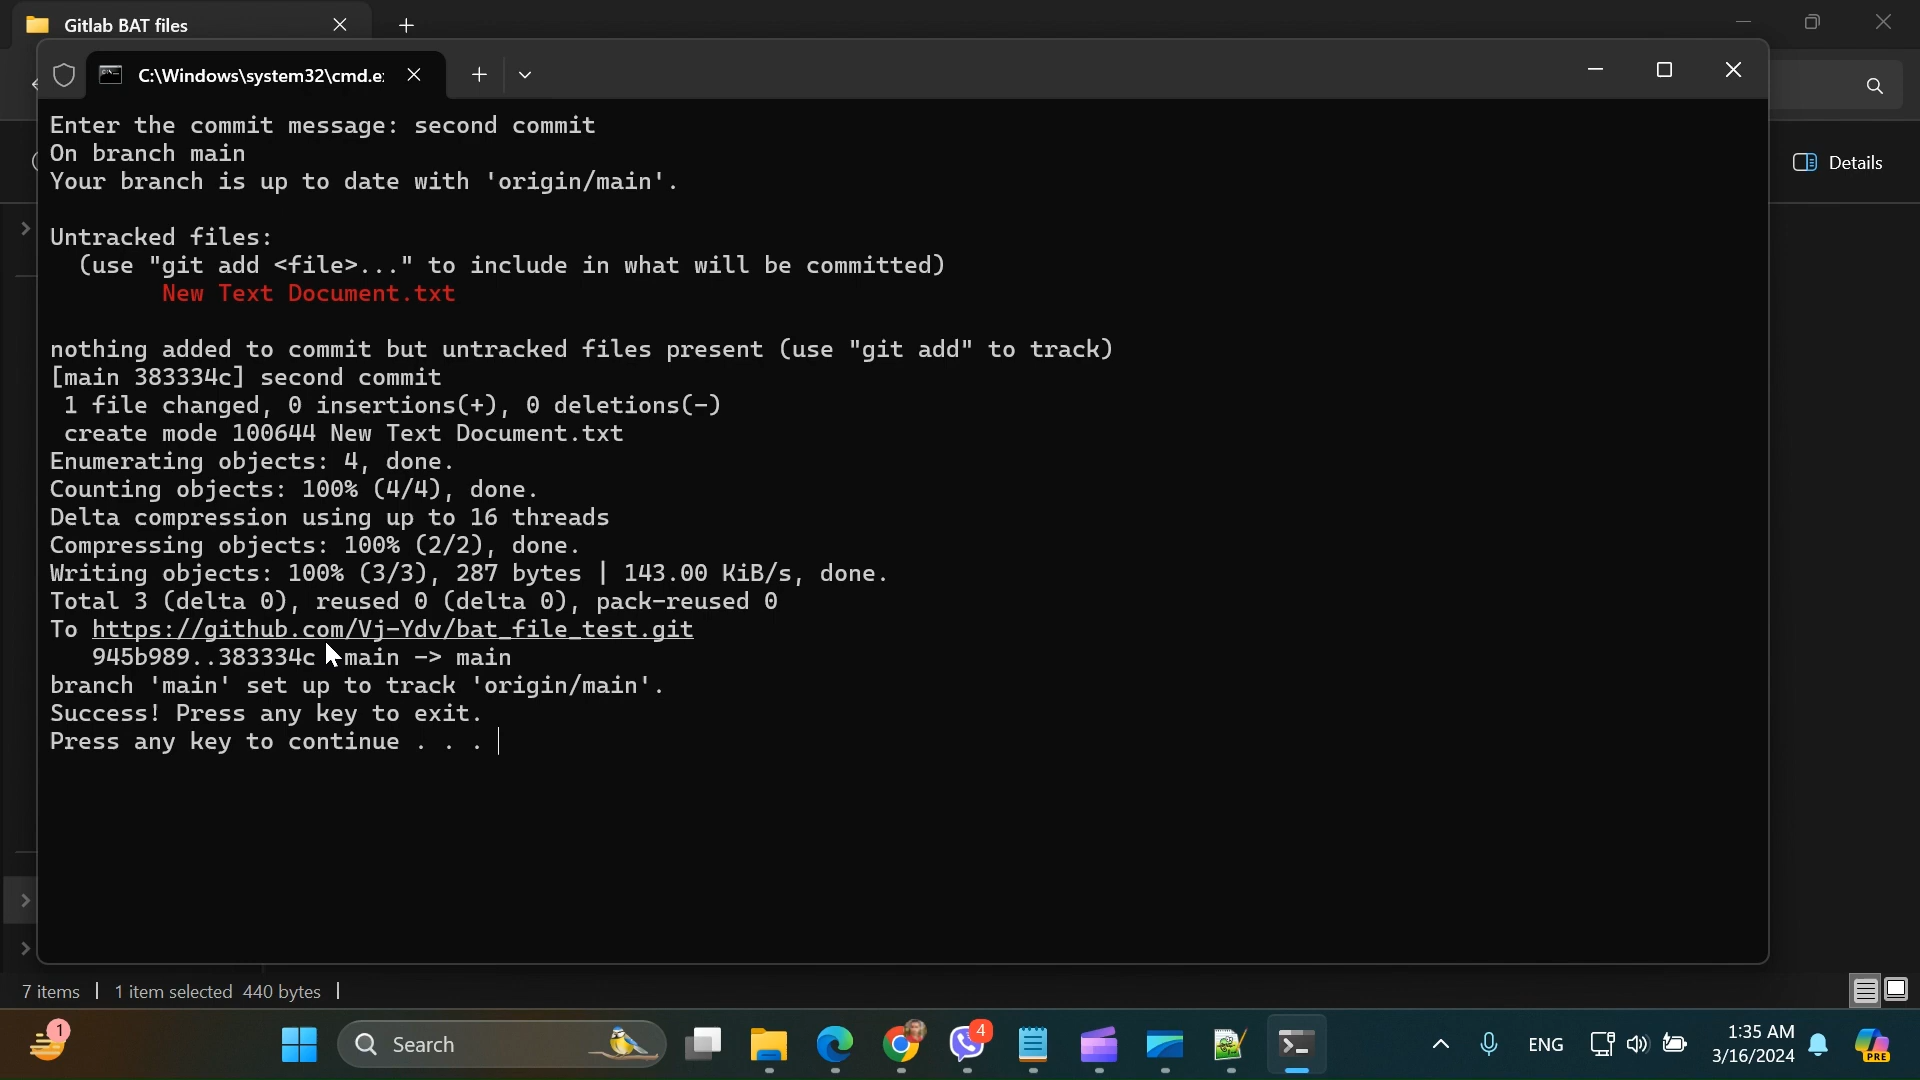 Gitlab BAT files
C:\Windows\system32\cmd.e:
Details
Enter the commit message: second commit
On branch main
Your branch is up to date with 'origin/main'.
Untracked files:
(use "git add <file>..." to include in what will be committed)
New Text Document.txt
nothing added to commit but untracked files present (use "git add" to track)
[main 383334c] second commit
1 file changed, 0 insertions(+), 0 deletions(-)
create mode 100644 New Text Document.txt
Enumerating objects: 4, done.
Counting objects: 100% (4/4), done.
Delta compression using up to 16 threads
Compressing objects: 100% (2/2), done.
Writing objects: 100% (3/3), 287 bytes | 143.00 KiB/s, done.
Total 3 (delta 0), reused 0 (delta 0), pack-reused 0
To https://github.com/Vj-Ydv/bat_file_test.git
945b989..383334c main -> main
branch 'main' set up to track 'origin/main'.
Success! Press any key to exit.
Press any key to continue . . .
7 items | 1 item selected 440 bytes |
1
Search
4
ENG
1:35 AM
3/16/2024
PRE